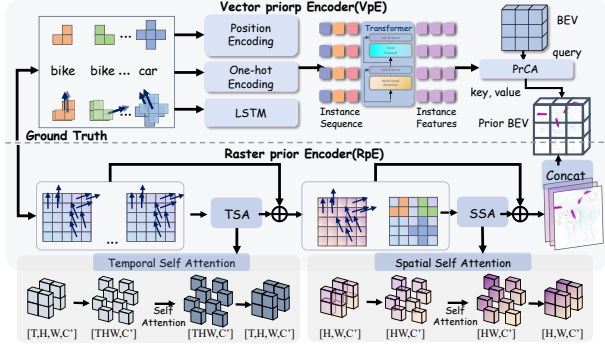 Vector priorp Encoder(VpE)
Position
Encoding
Transformer
BEV
query
bike bike ... car
One-hot
Encoding
PrCA
key, value
LSTM
Instance
Sequence
Instance
Features
Prior BEV
Ground Truth
Raster prior Encoder(RpE)
Concat
...
TSA
SSA
Temporal Self Attention
Spatial Self Attention
Self
Attention
Self
Attention
[T,H,W,C']
[THW,C']
[THW,C']
[T,H,W,C']
[H,W,C']
[HW,C']
[HW,C']
[H,W,C']